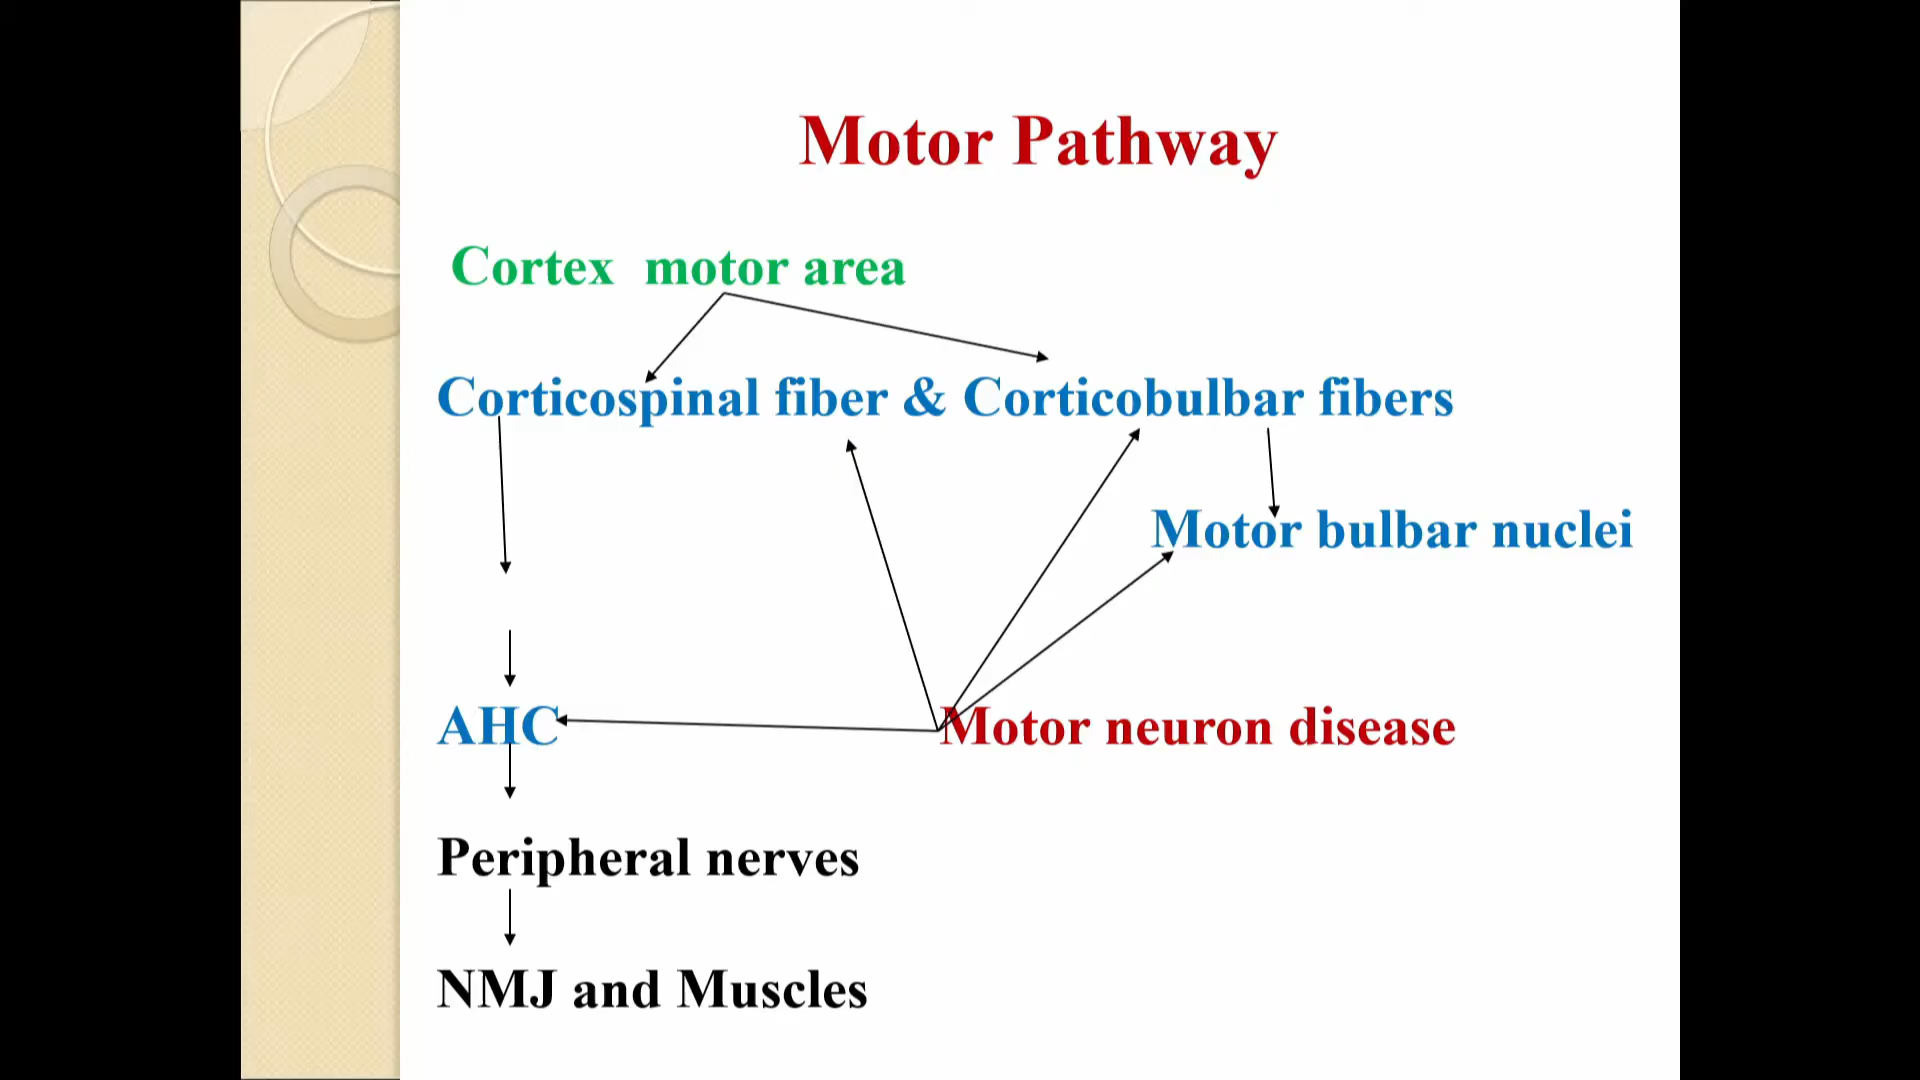 Motor Pathway
Cortex motor area
Corticospinal fiber & Corticobulbar fibers
Motor bulbar nuclei
AHC Motor neuron disease
Peripheral nerves
NMJ and Muscles